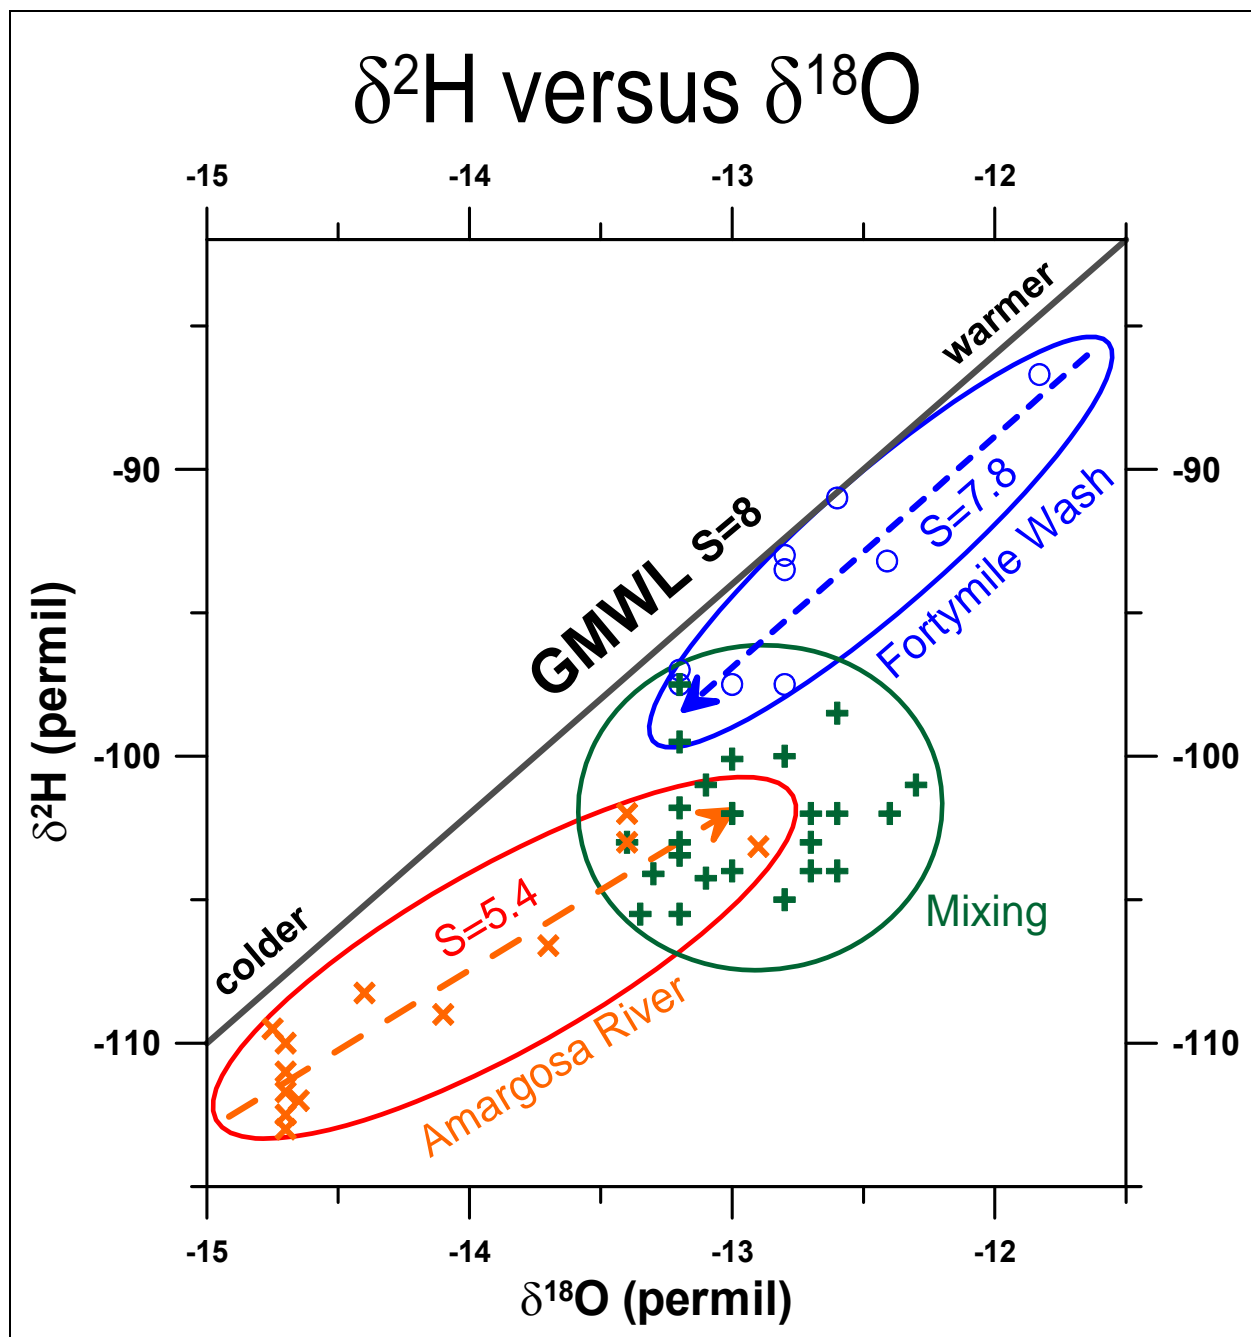 δ²H versus δ¹⁸O
-15 -14 -13 -12
warmer
-90 -90
S=7.8
GMWL S=8
Fortymile Wash
δ²H (permil)
-100 -100
S=5.4
Mixing
colder
-110 -110
Amargosa River
-15 -14 -13 -12
δ¹⁸O (permil)